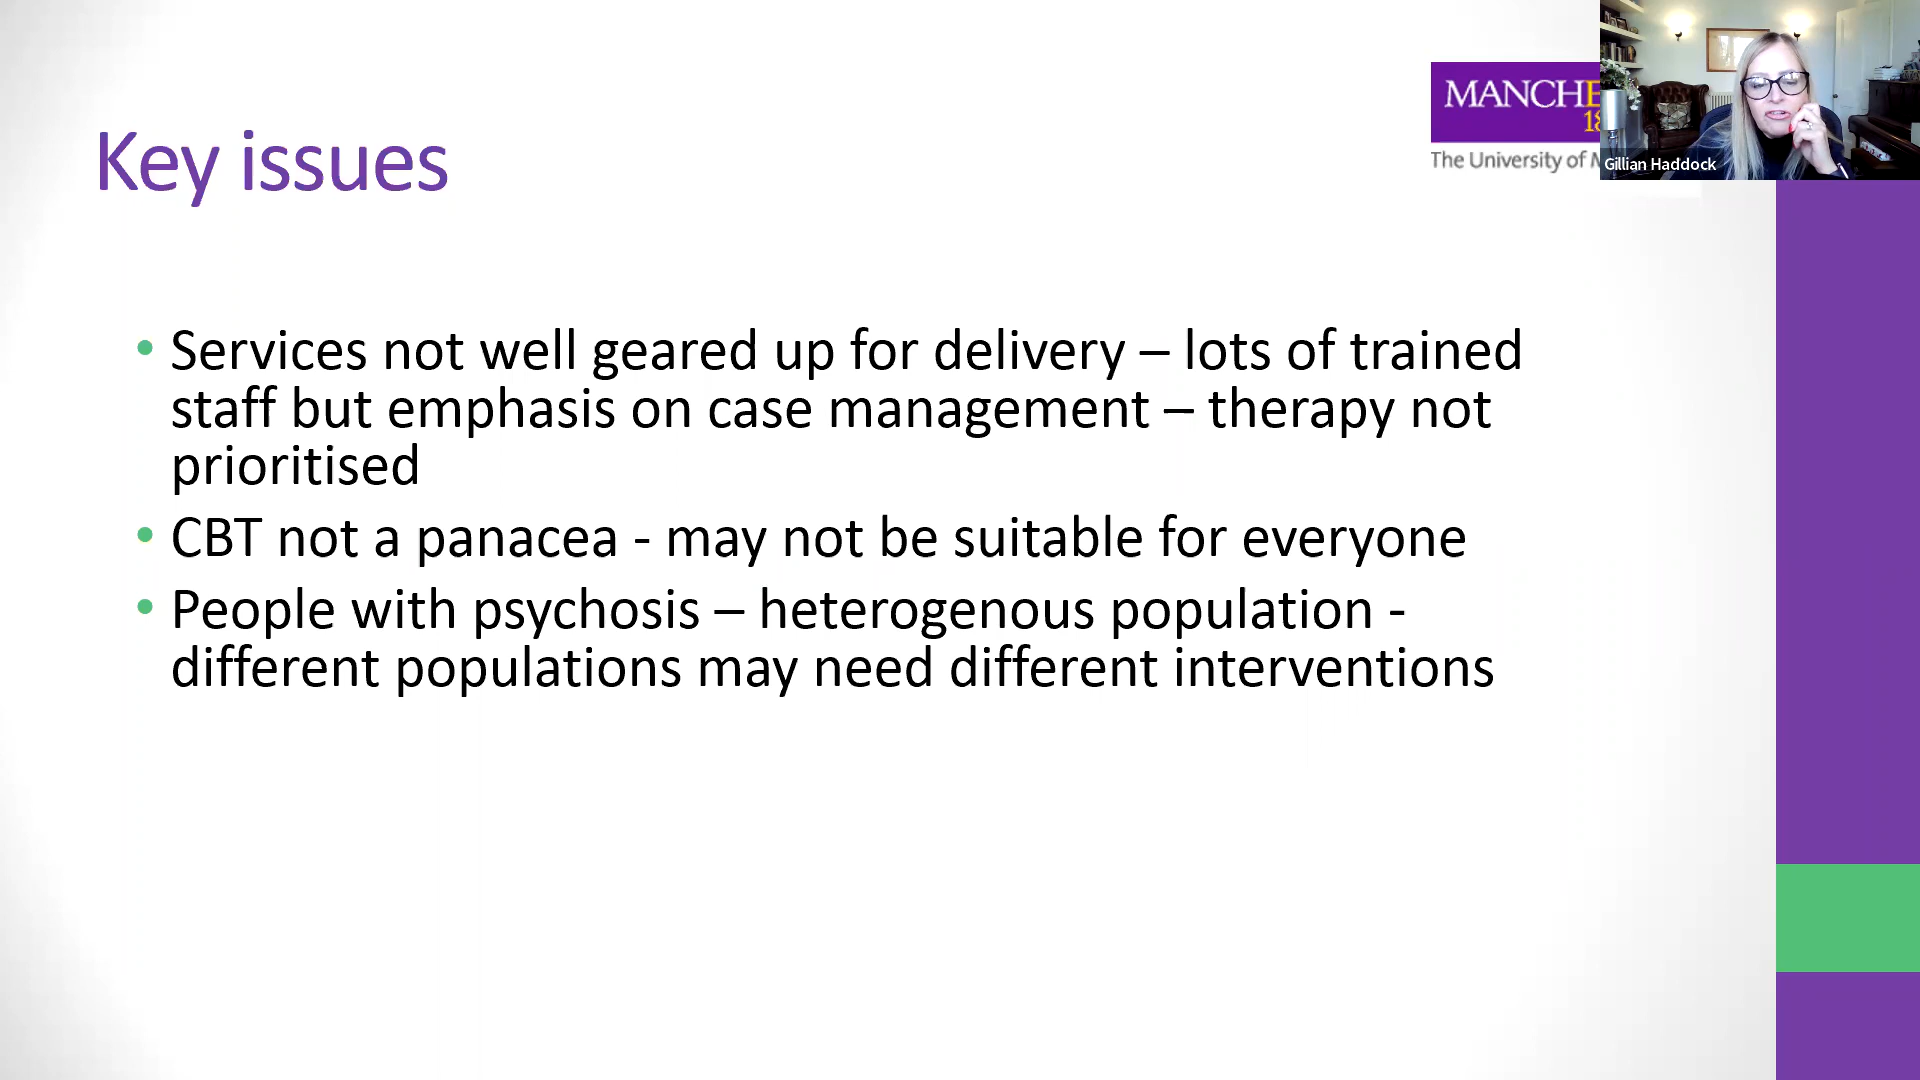 Key issues
MANCHE
18
The University of M
Gillian Haddock
• Services not well geared up for delivery – lots of trained
staff but emphasis on case management – therapy not
prioritised
• CBT not a panacea - may not be suitable for everyone
• People with psychosis – heterogenous population -
different populations may need different interventions